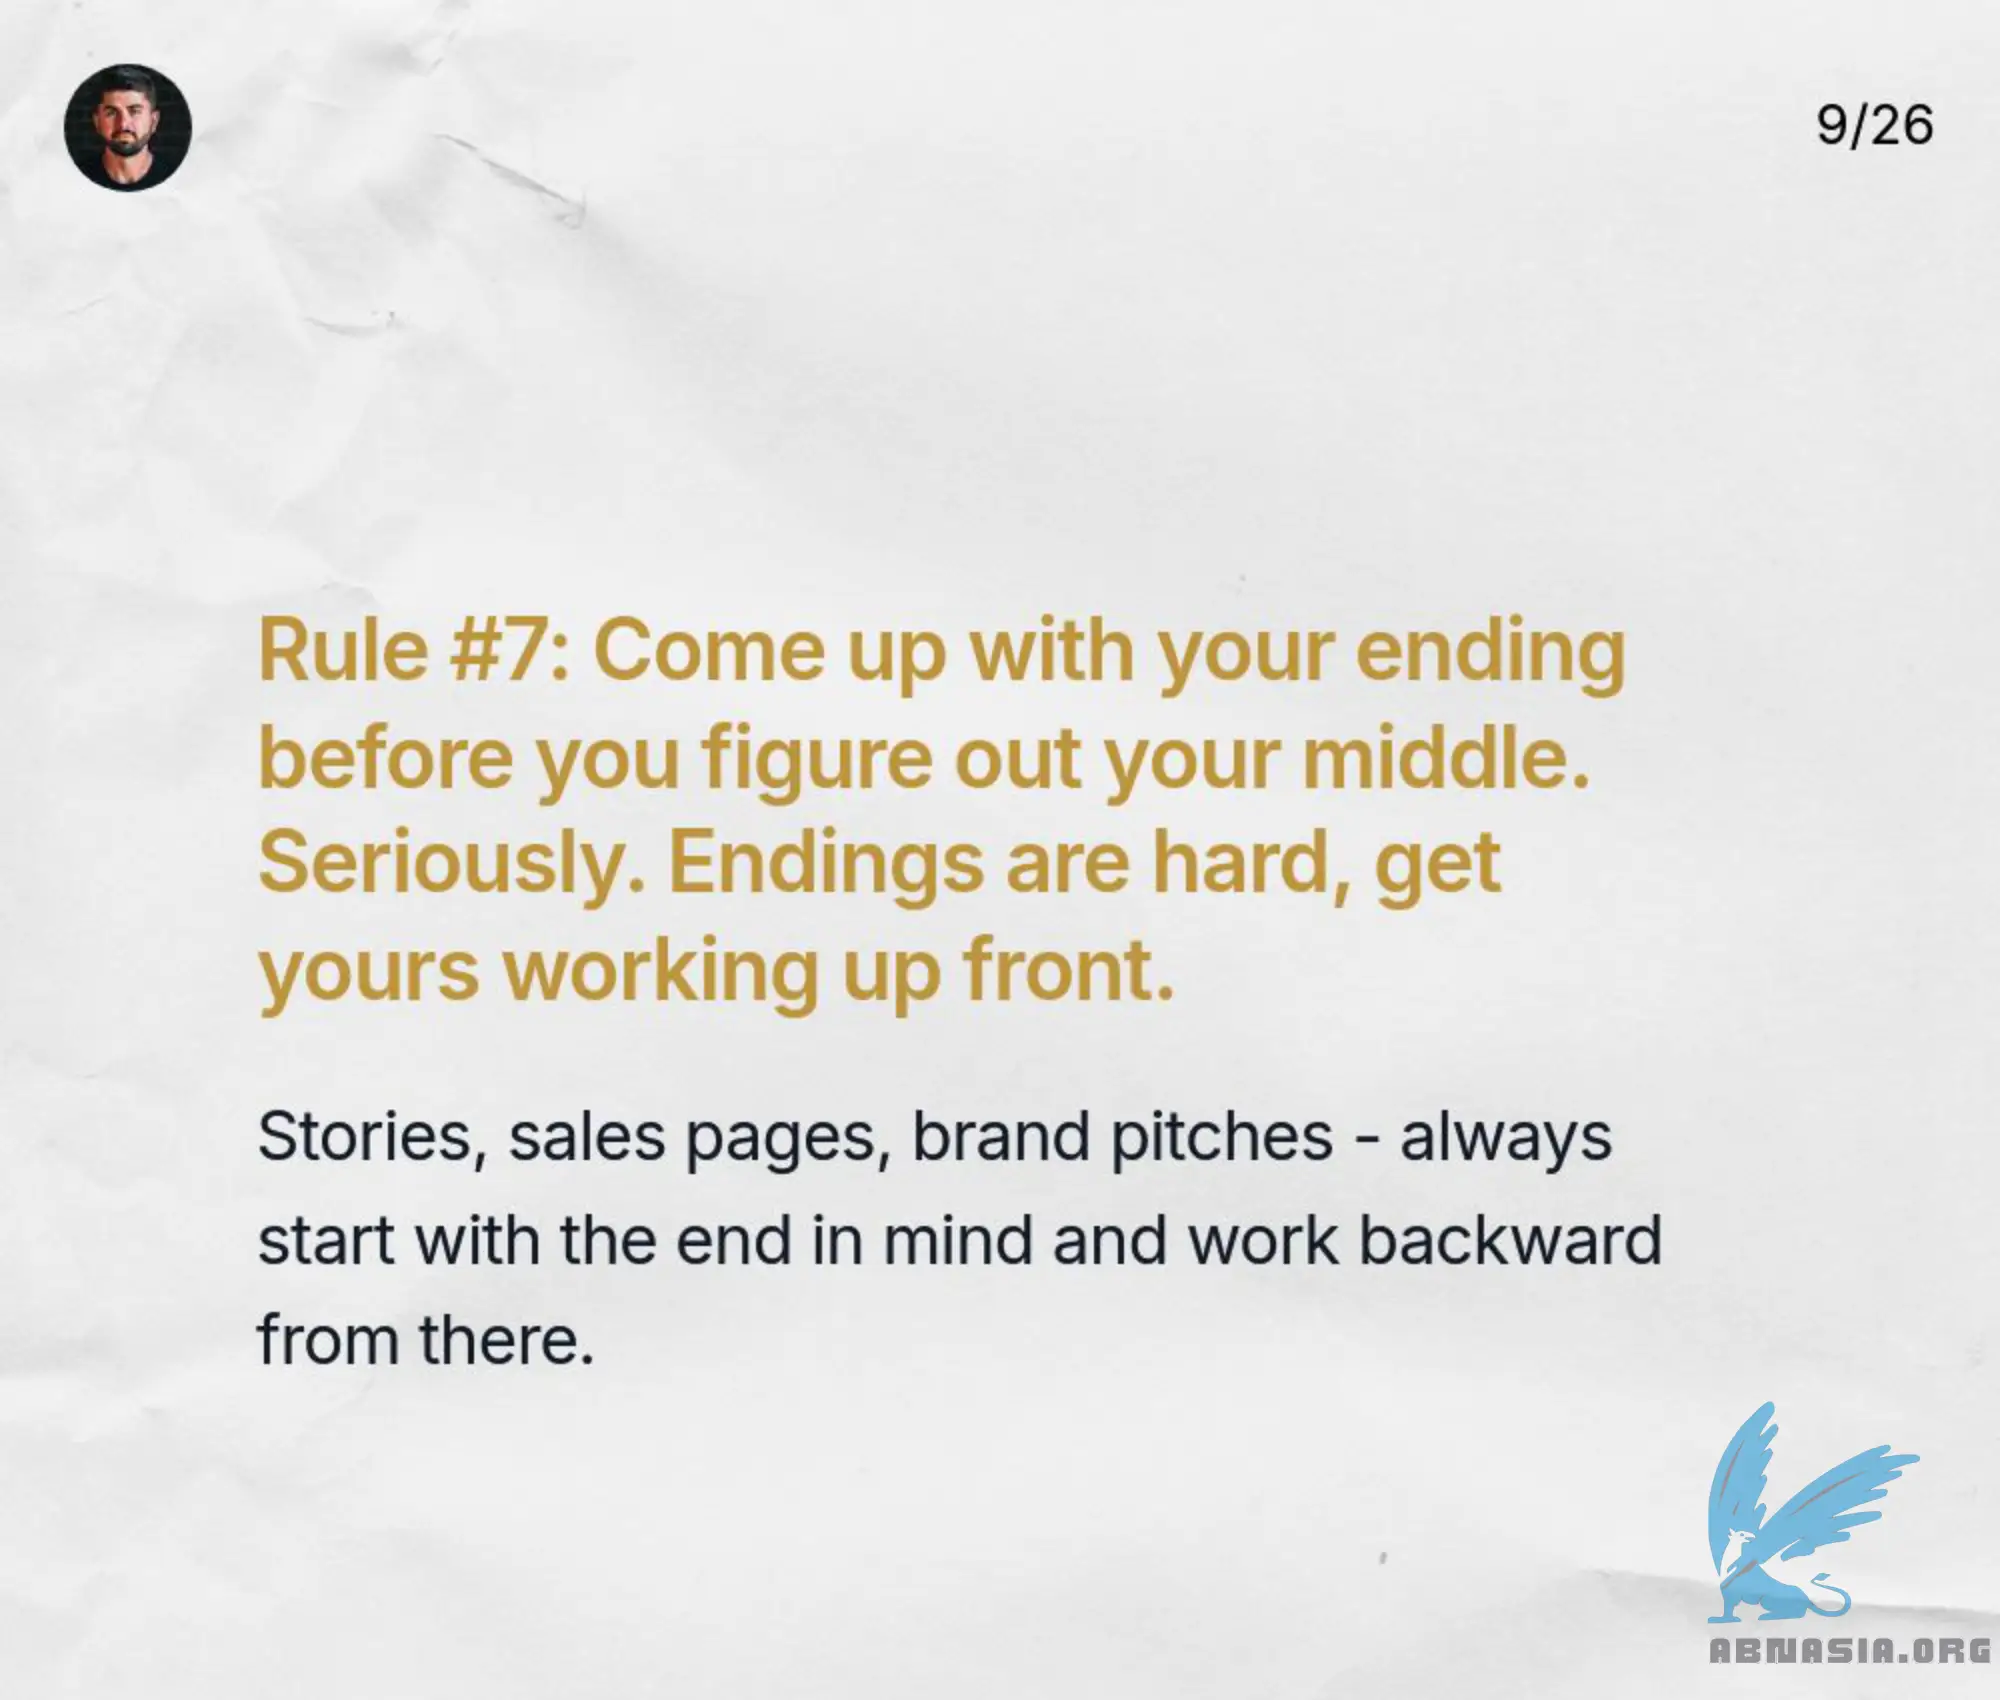 9/26
Rule #7: Come up with your ending
before you figure out your middle.
Seriously. Endings are hard, get
yours working up front.
Stories, sales pages, brand pitches - always
start with the end in mind and work backward
from there.
ABNASIA.ORG